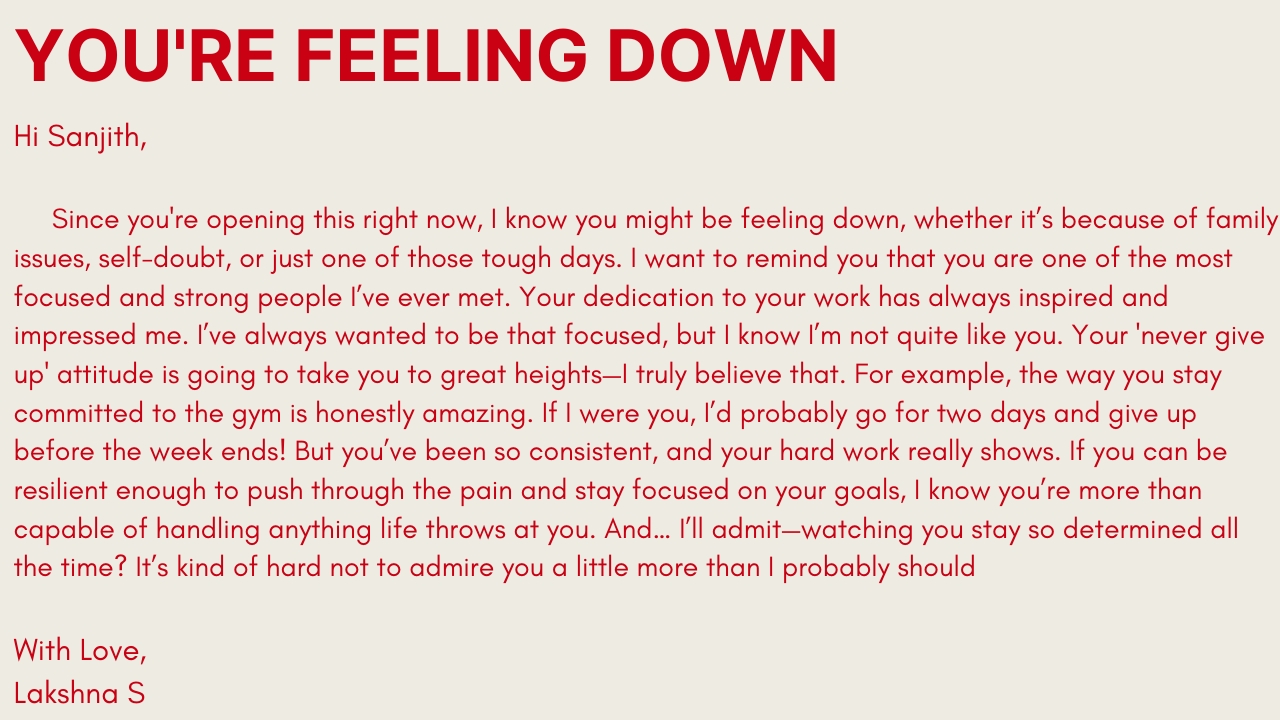 YOU'RE FEELING DOWN
Hi Sanjith,
Since you're opening this right now, I know you might be feeling down, whether it’s because of family
issues, self-doubt, or just one of those tough days. I want to remind you that you are one of the most
focused and strong people I’ve ever met. Your dedication to your work has always inspired and
impressed me. I’ve always wanted to be that focused, but I know I’m not quite like you. Your 'never give
up' attitude is going to take you to great heights—I truly believe that. For example, the way you stay
committed to the gym is honestly amazing. If I were you, I’d probably go for two days and give up
before the week ends! But you’ve been so consistent, and your hard work really shows. If you can be
resilient enough to push through the pain and stay focused on your goals, I know you’re more than
capable of handling anything life throws at you. And… I’ll admit—watching you stay so determined all
the time? It’s kind of hard not to admire you a little more than I probably should
With Love,
Lakshna S